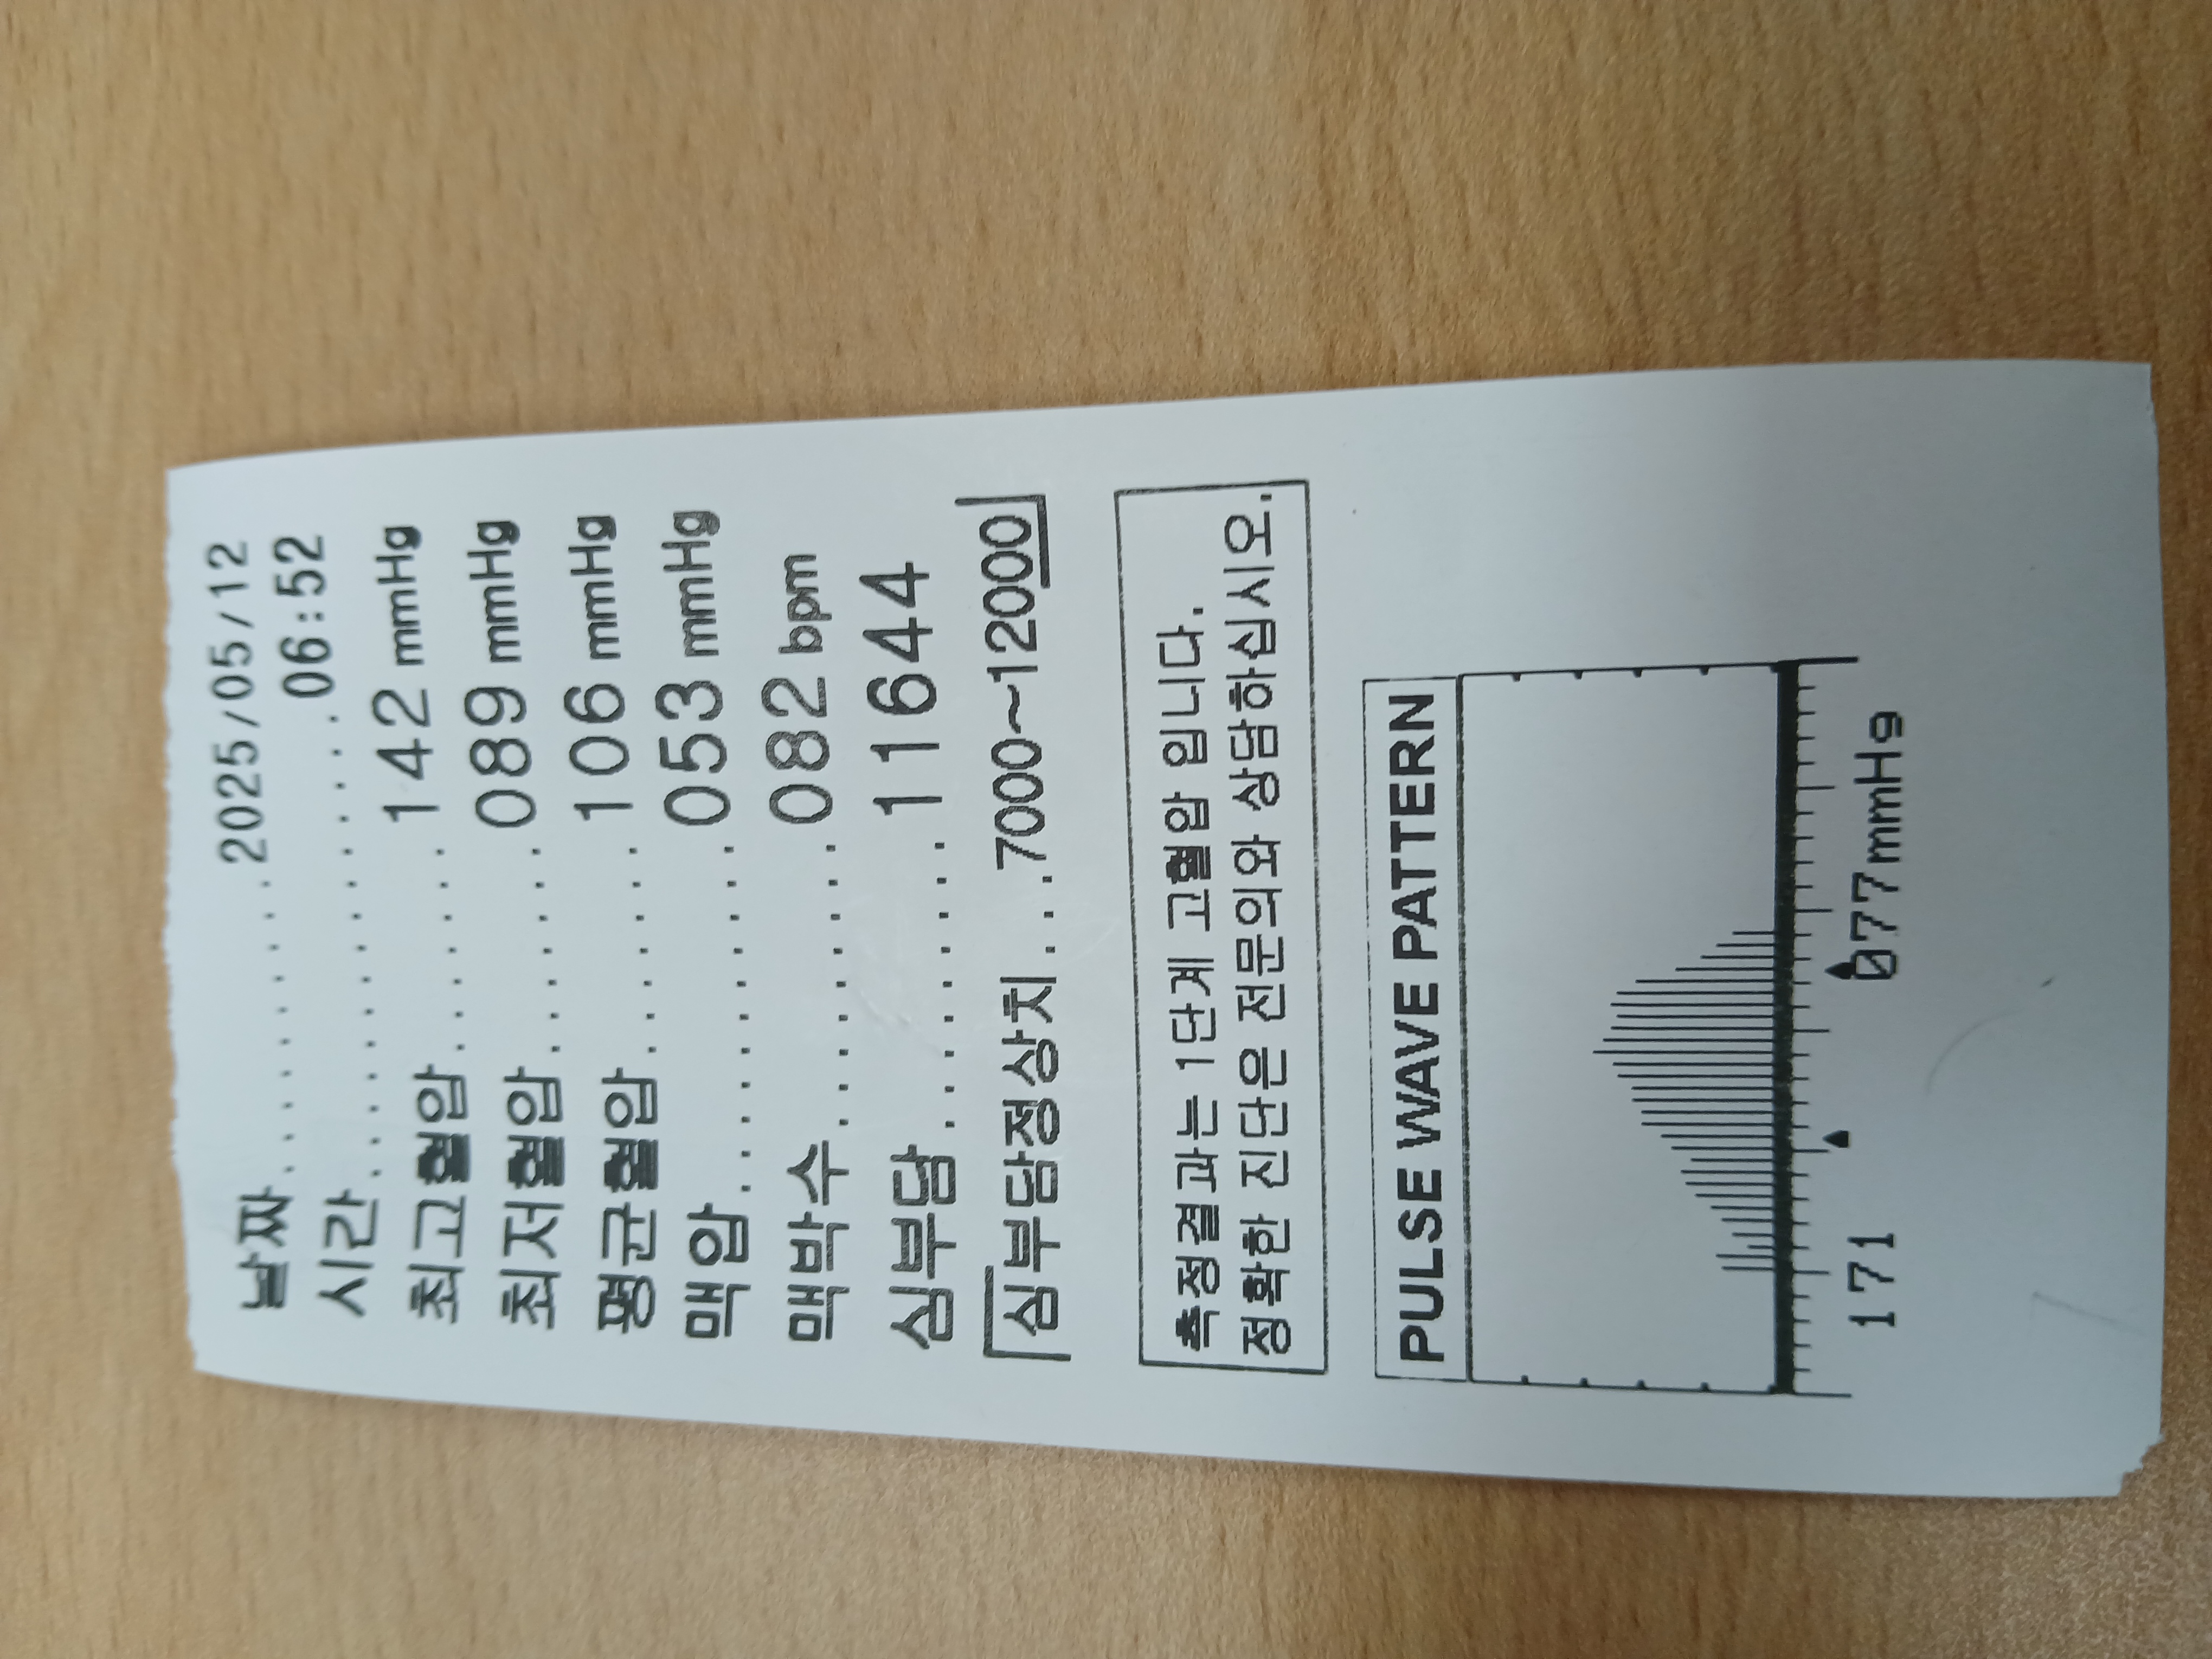 날짜............2025/05/12
시간............06:52
최고혈압.......142 mmHg
최저혈압.......089 mmHg
평균혈압.......106 mmHg
맥압..........053 mmHg
맥박수.........082 bpm
심부담.........11644
심부담정상치...7000~12000
측정결과는 1단계 고혈압 입니다.
정확한 진단은 전문의와 상담하십시오.
PULSE WAVE PATTERN
171 077mmHg